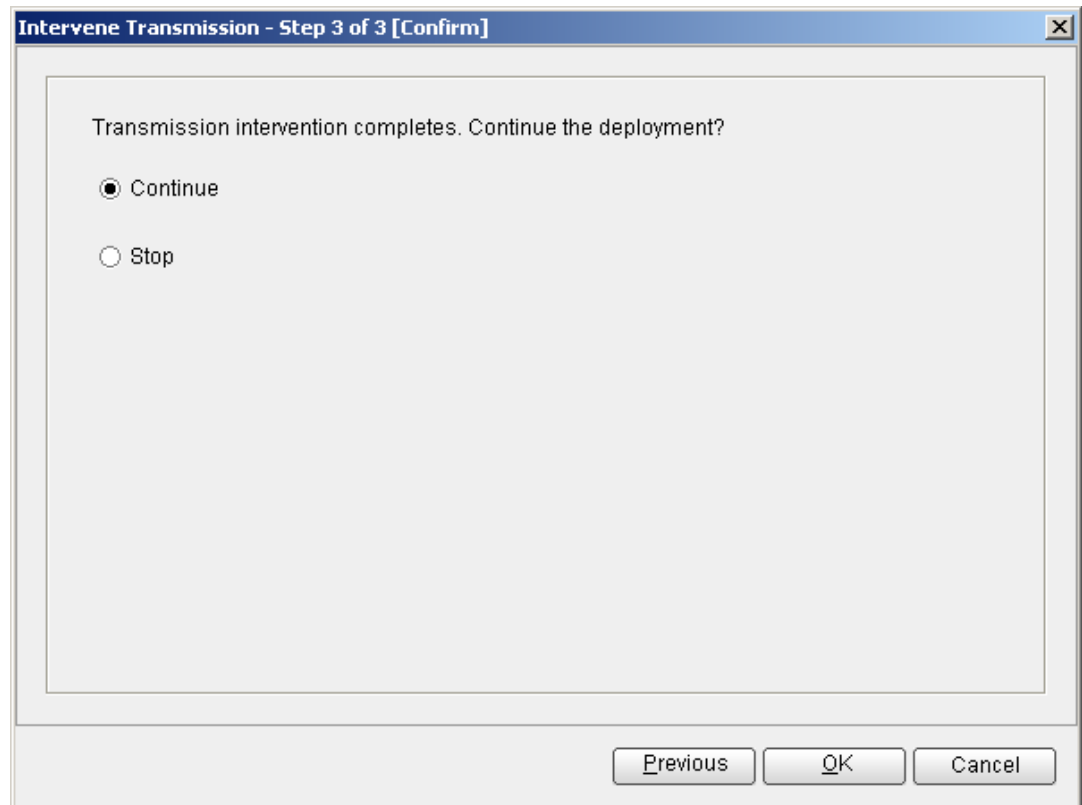 Intervene Transmission - Step 3 of 3 [Confirm]
Transmission intervention completes. Continue the deployment?
Continue
Stop
Previous
OK
Cancel